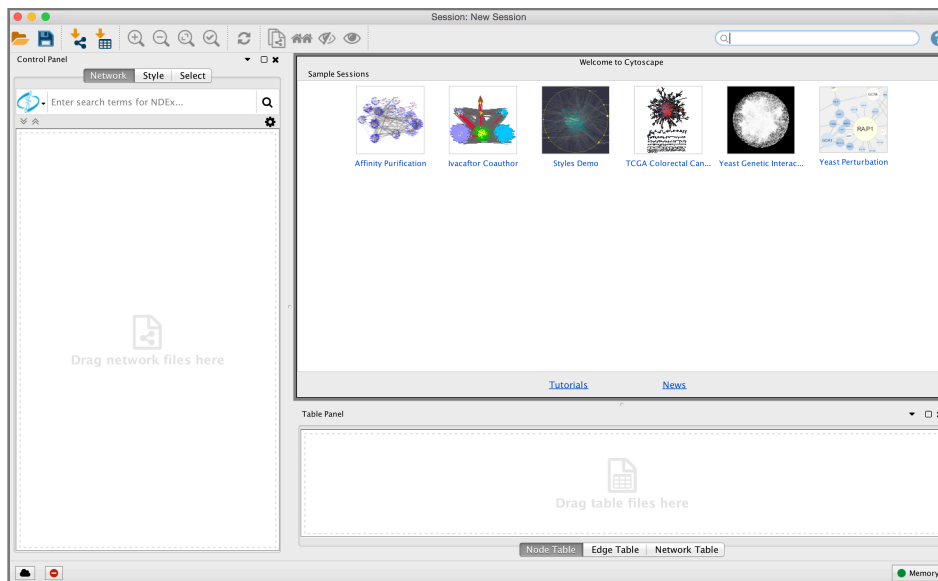 Session: New Session
Control Panel
Network Style Select
Enter search terms for NDEx...
Drag network files here
Welcome to Cytoscape
Sample Sessions
Affinity Purification
Ivacaftor Coauthor
Styles Demo
TCGA Colorectal Can...
Yeast Genetic Interac...
RAP1
Yeast Perturbation
Tutorials
News
Table Panel
Drag table files here
Node Table Edge Table Network Table
Memory